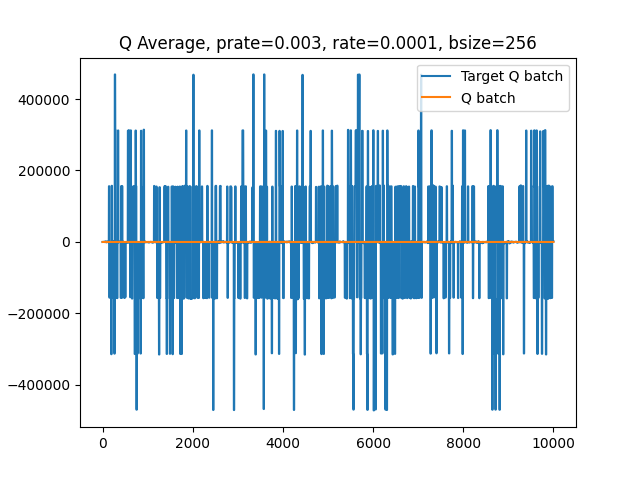 Q Average, prate=0.003, rate=0.0001, bsize=256
Target Q batch
Q batch
400000
200000
0
−200000
−400000
0 2000 4000 6000 8000 10000